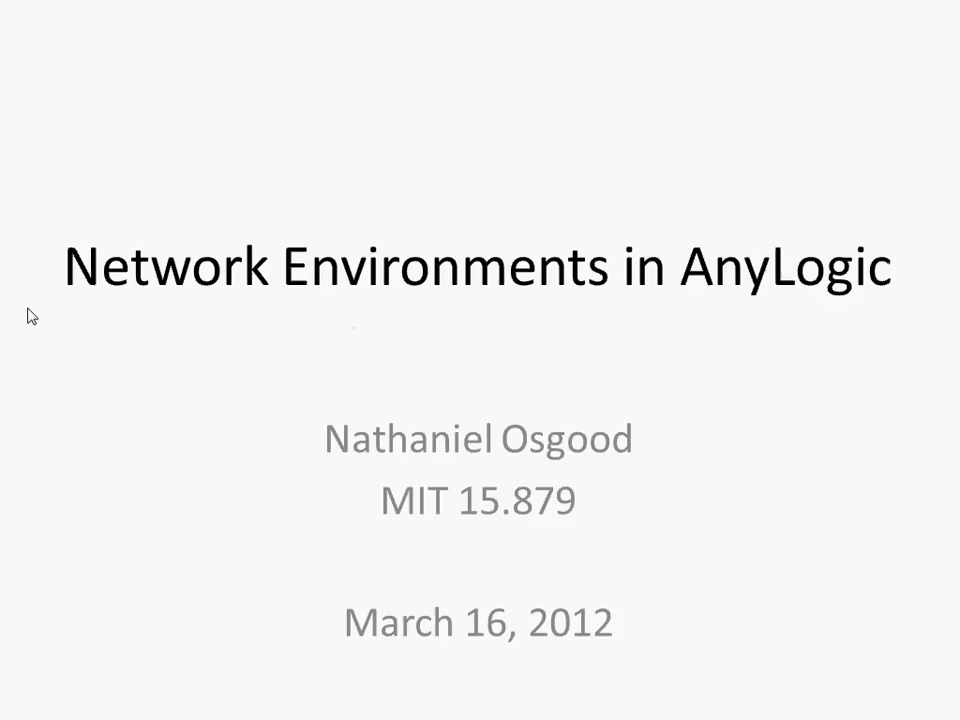 Network Environments in AnyLogic
Nathaniel Osgood
MIT 15.879
March 16, 2012